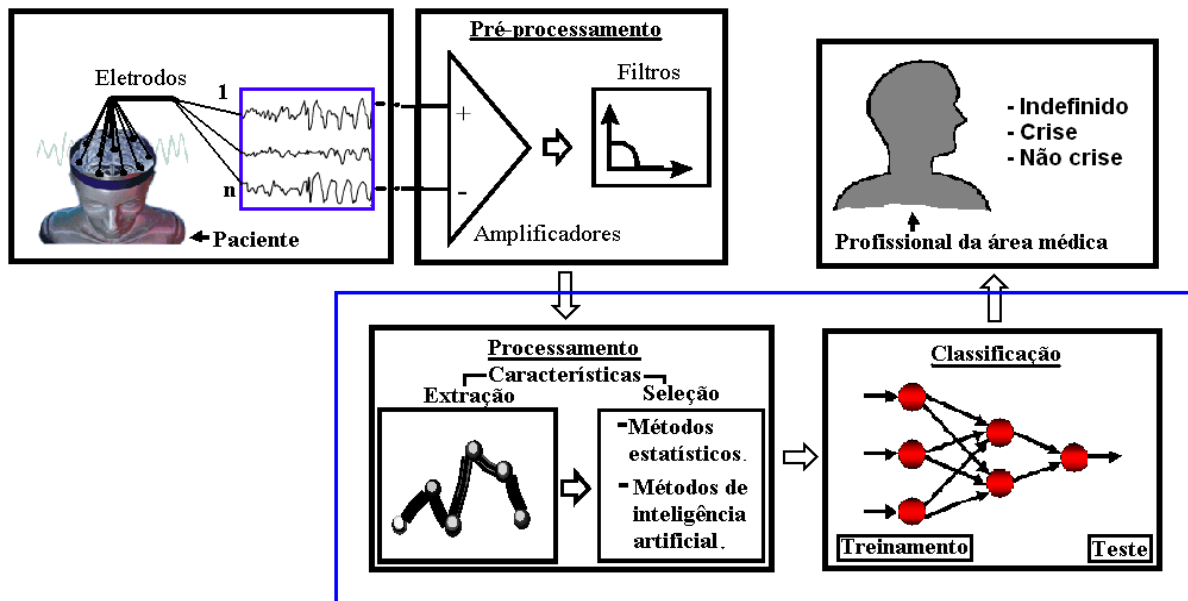 Eletrodos
1
n
Paciente
Pré-processamento
Filtros
+
-
Amplificadores
- Indefinido
- Crise
- Não crise
Profissional da área médica
Processamento
Características
Extração
Seleção
-Métodos
estatísticos.
- Métodos de
inteligência
artificial.
Classificação
Treinamento
Teste